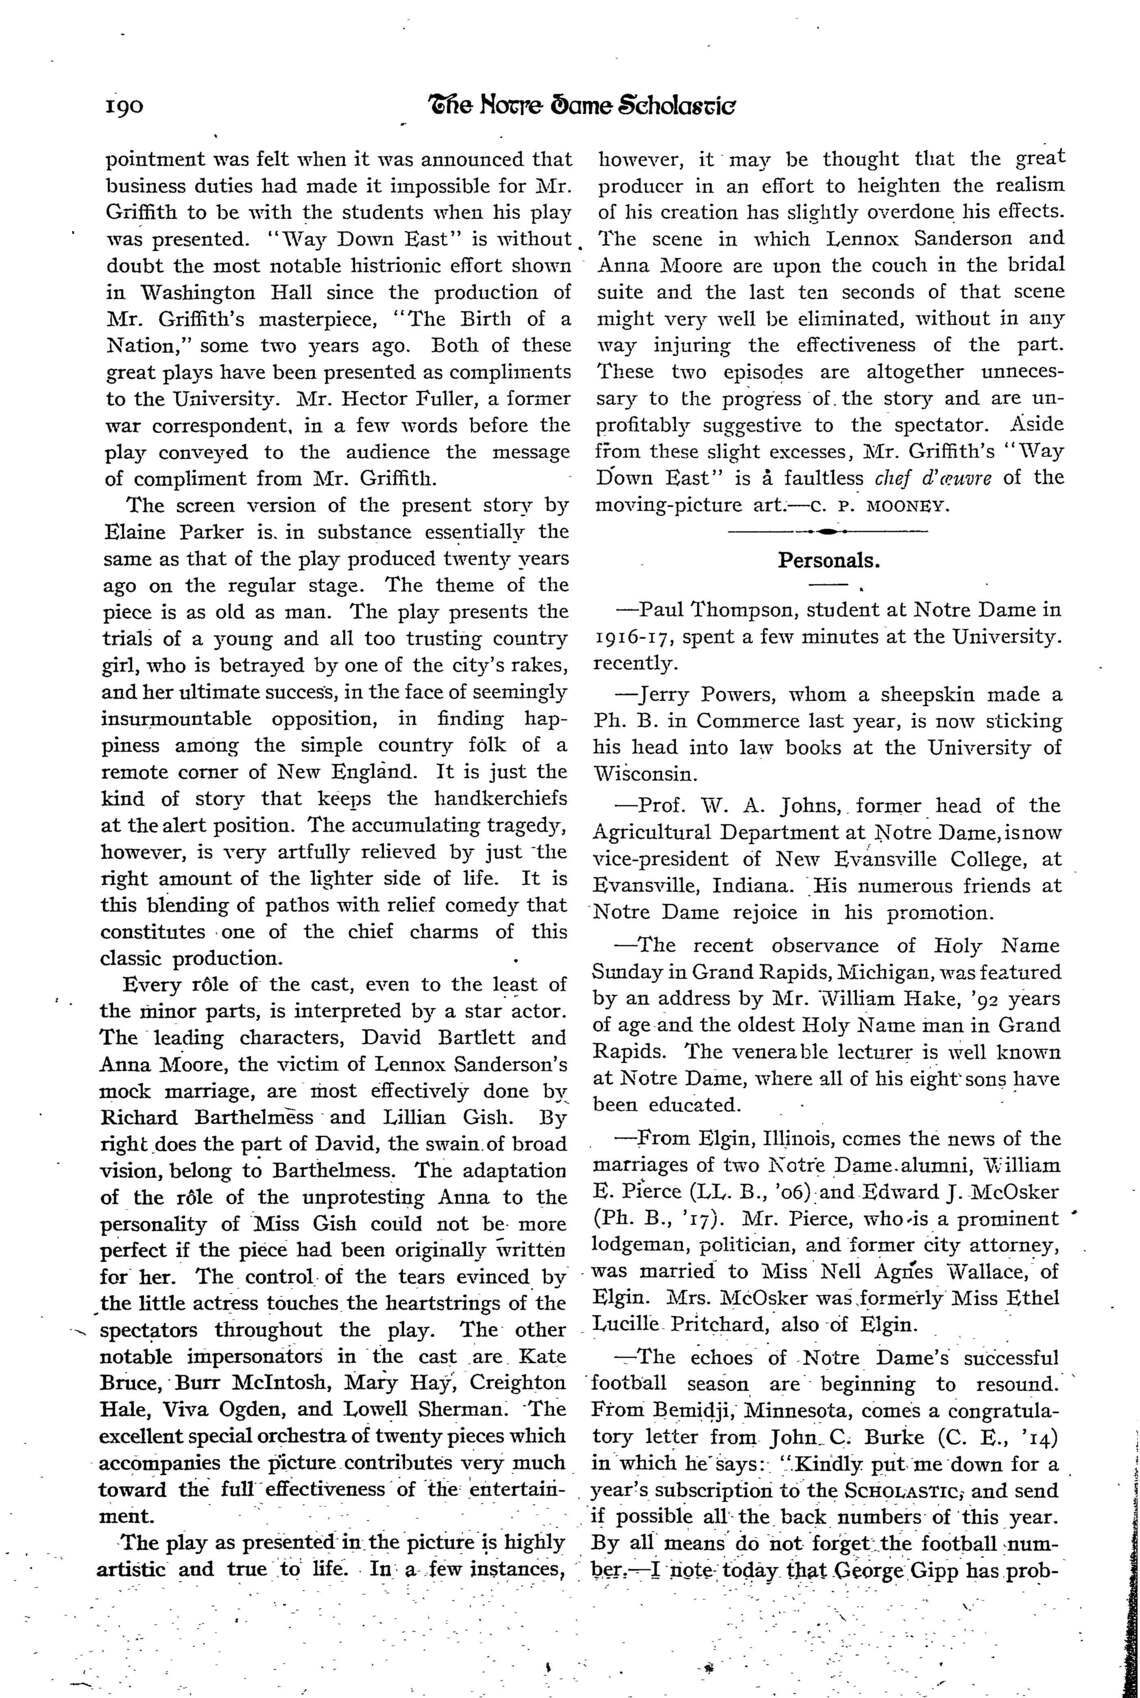 190
The Notre Dame Scholastic
pointment was felt when it was announced that
business duties had made it impossible for Mr.
Griffith to be with the students when his play
was presented. "Way Down East" is without
doubt the most notable histrionic effort shown
in Washington Hall since the production of
Mr. Griffith's masterpiece, "The Birth of a
Nation," some two years ago. Both of these
great plays have been presented as compliments
to the University. Mr. Hector Fuller, a former
war correspondent, in a few words before the
play conveyed to the audience the message
of compliment from Mr. Griffith.
The screen version of the present story by
Elaine Parker is. in substance essentially the
same as that of the play produced twenty years
ago on the regular stage. The theme of the
piece is as old as man. The play presents the
trials of a young and all too trusting country
girl, who is betrayed by one of the city's rakes,
and her ultimate success, in the face of seemingly
insurmountable opposition, in finding hap-
piness among the simple country folk of a
remote corner of New England. It is just the
kind of story that keeps the handkerchiefs
at the alert position. The accumulating tragedy,
however, is very artfully relieved by just the
right amount of the lighter side of life. It is
this blending of pathos with relief comedy that
constitutes one of the chief charms of this
classic production.
Every rôle of the cast, even to the least of
the minor parts, is interpreted by a star actor.
The leading characters, David Bartlett and
Anna Moore, the victim of Lennox Sanderson's
mock marriage, are most effectively done by
Richard Barthelmess and Lillian Gish. By
right does the part of David, the swain of broad
vision, belong to Barthelmess. The adaptation
of the rôle of the unprotesting Anna to the
personality of Miss Gish could not be more
perfect if the piece had been originally written
for her. The control of the tears evinced by
the little actress touches the heartstrings of the
spectators throughout the play. The other
notable impersonators in the cast are Kate
Bruce, Burr McIntosh, Mary Hay, Creighton
Hale, Viva Ogden, and Lowell Sherman. The
excellent special orchestra of twenty pieces which
accompanies the picture contributes very much
toward the full effectiveness of the entertain-
ment.
The play as presented in the picture is highly
artistic and true to life. In a few instances,
however, it may be thought that the great
producer in an effort to heighten the realism
of his creation has slightly overdone his effects.
The scene in which Lennox Sanderson and
Anna Moore are upon the couch in the bridal
suite and the last ten seconds of that scene
might very well be eliminated, without in any
way injuring the effectiveness of the part.
These two episodes are altogether unneces-
sary to the progress of the story and are un-
profitably suggestive to the spectator. Aside
from these slight excesses, Mr. Griffith's "Way
Down East" is a faultless chef d'œuvre of the
moving-picture art.—C. P. MOONEY.
Personals.
—Paul Thompson, student at Notre Dame in
1916-17, spent a few minutes at the University.
recently.
—Jerry Powers, whom a sheepskin made a
Ph. B. in Commerce last year, is now sticking
his head into law books at the University of
Wisconsin.
—Prof. W. A. Johns, former head of the
Agricultural Department at Notre Dame, is now
vice-president of New Evansville College, at
Evansville, Indiana. His numerous friends at
Notre Dame rejoice in his promotion.
—The recent observance of Holy Name
Sunday in Grand Rapids, Michigan, was featured
by an address by Mr. William Hake, '92 years
of age and the oldest Holy Name man in Grand
Rapids. The venerable lecturer is well known
at Notre Dame, where all of his eight sons have
been educated.
—From Elgin, Illinois, comes the news of the
marriages of two Notre Dame alumni, William
E. Pierce (LL. B., '06) and Edward J. McOsker
(Ph. B., '17). Mr. Pierce, who is a prominent
lodgeman, politician, and former city attorney,
was married to Miss Nell Agnes Wallace, of
Elgin. Mrs. McOsker was formerly Miss Ethel
Lucille Pritchard, also of Elgin.
—The echoes of Notre Dame's successful
football season are beginning to resound.
From Bemidji, Minnesota, comes a congratula-
tory letter from John C. Burke (C. E., '14)
in which he says: "Kindly put me down for a
year's subscription to the SCHOLASTIC, and send
if possible all the back numbers of this year.
By all means do not forget the football num-
ber.—I note today that George Gipp has prob-